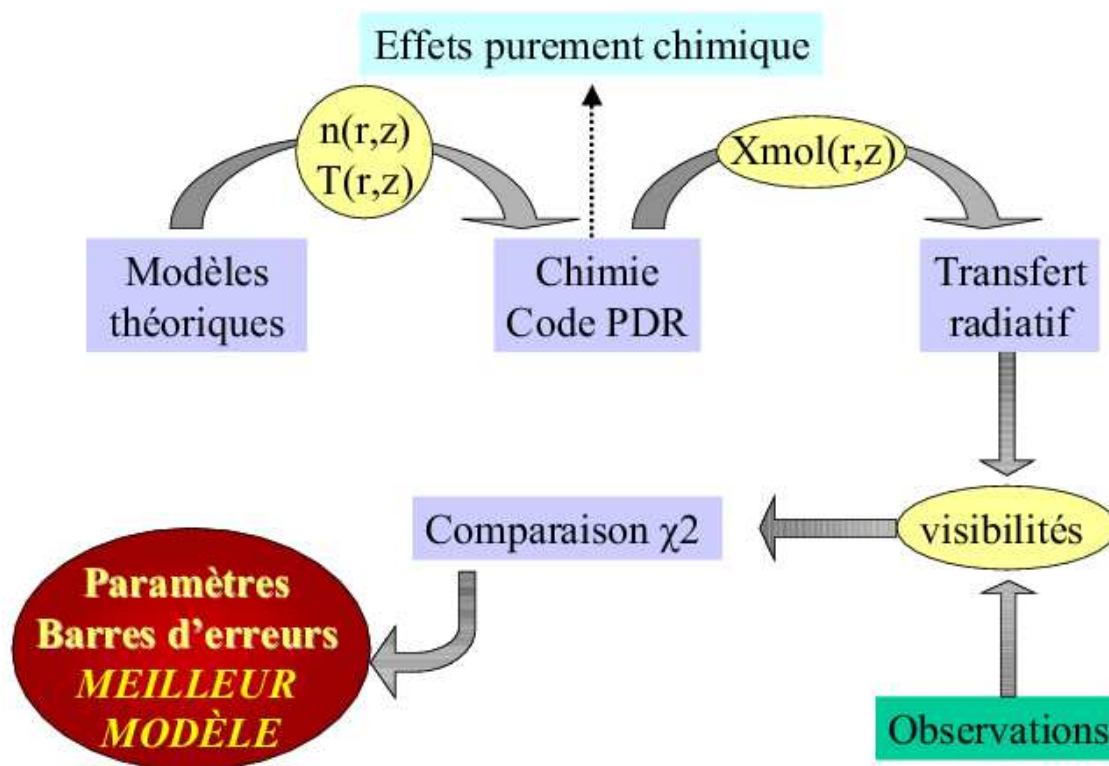 Effets purement chimique
n(r,z)
T(r,z)
Xmol(r,z)
Modèles
théoriques
Chimie
Code PDR
Transfert
radiatif
Comparaison χ2
visibilités
Paramètres
Barres d’erreurs
MEILLEUR
MODÈLE
Observations